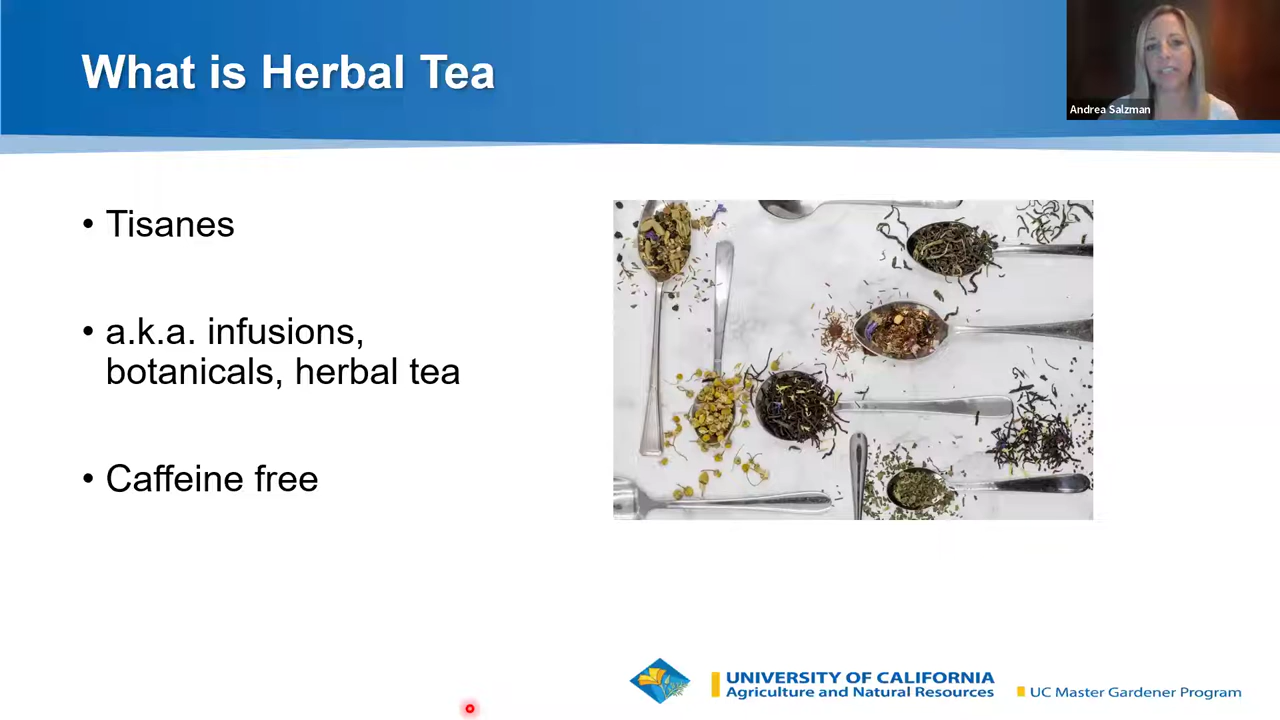 What is Herbal Tea
Andrea Salzman
• Tisanes
• a.k.a. infusions,
botanicals, herbal tea
• Caffeine free
UNIVERSITY OF CALIFORNIA
Agriculture and Natural Resources
UC Master Gardener Program